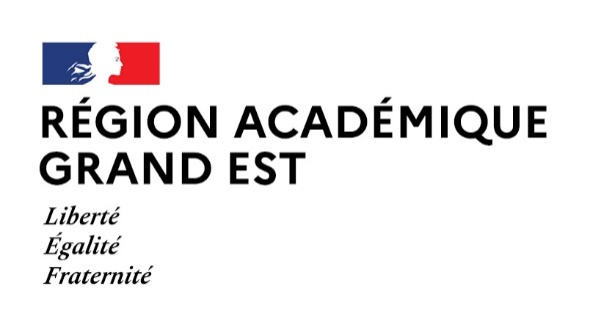 RÉGION ACADÉMIQUE
GRAND EST
Liberté
Égalité
Fraternité